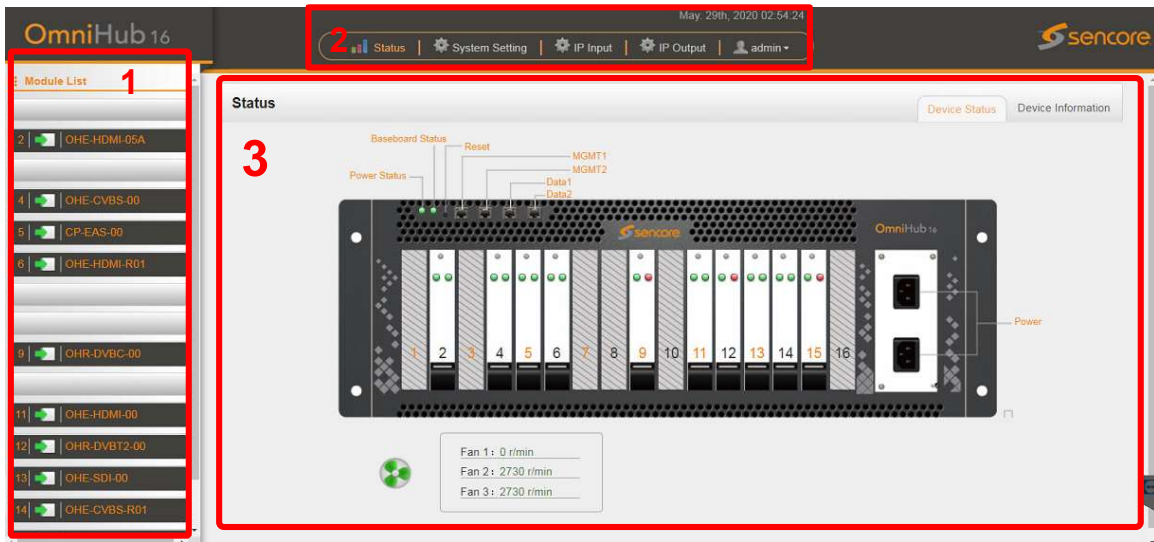 May. 29th, 2020 02:54:24
OmniHub 16
2
Status | System Setting | IP Input | IP Output | admin
sencore
Module List
1
2 OHE-HDMI-05A
4 OHE-CVBS-00
5 CP-EAS-00
6 OHE-HDMI-R01
9 OHR-DVBC-00
11 OHE-HDMI-00
12 OHR-DVBT2-00
13 OHE-SDI-00
14 OHE-CVBS-R01
Status
Device Status
Device Information
3
Baseboard Status
Reset
MGMT1
MGMT2
Power Status
Data1
Data2
sencore
OmniHub 16
Power
1 2 3 4 5 6 7 8 9 10 11 12 13 14 15 16
Fan 1: 0 r/min
Fan 2: 2730 r/min
Fan 3: 2730 r/min